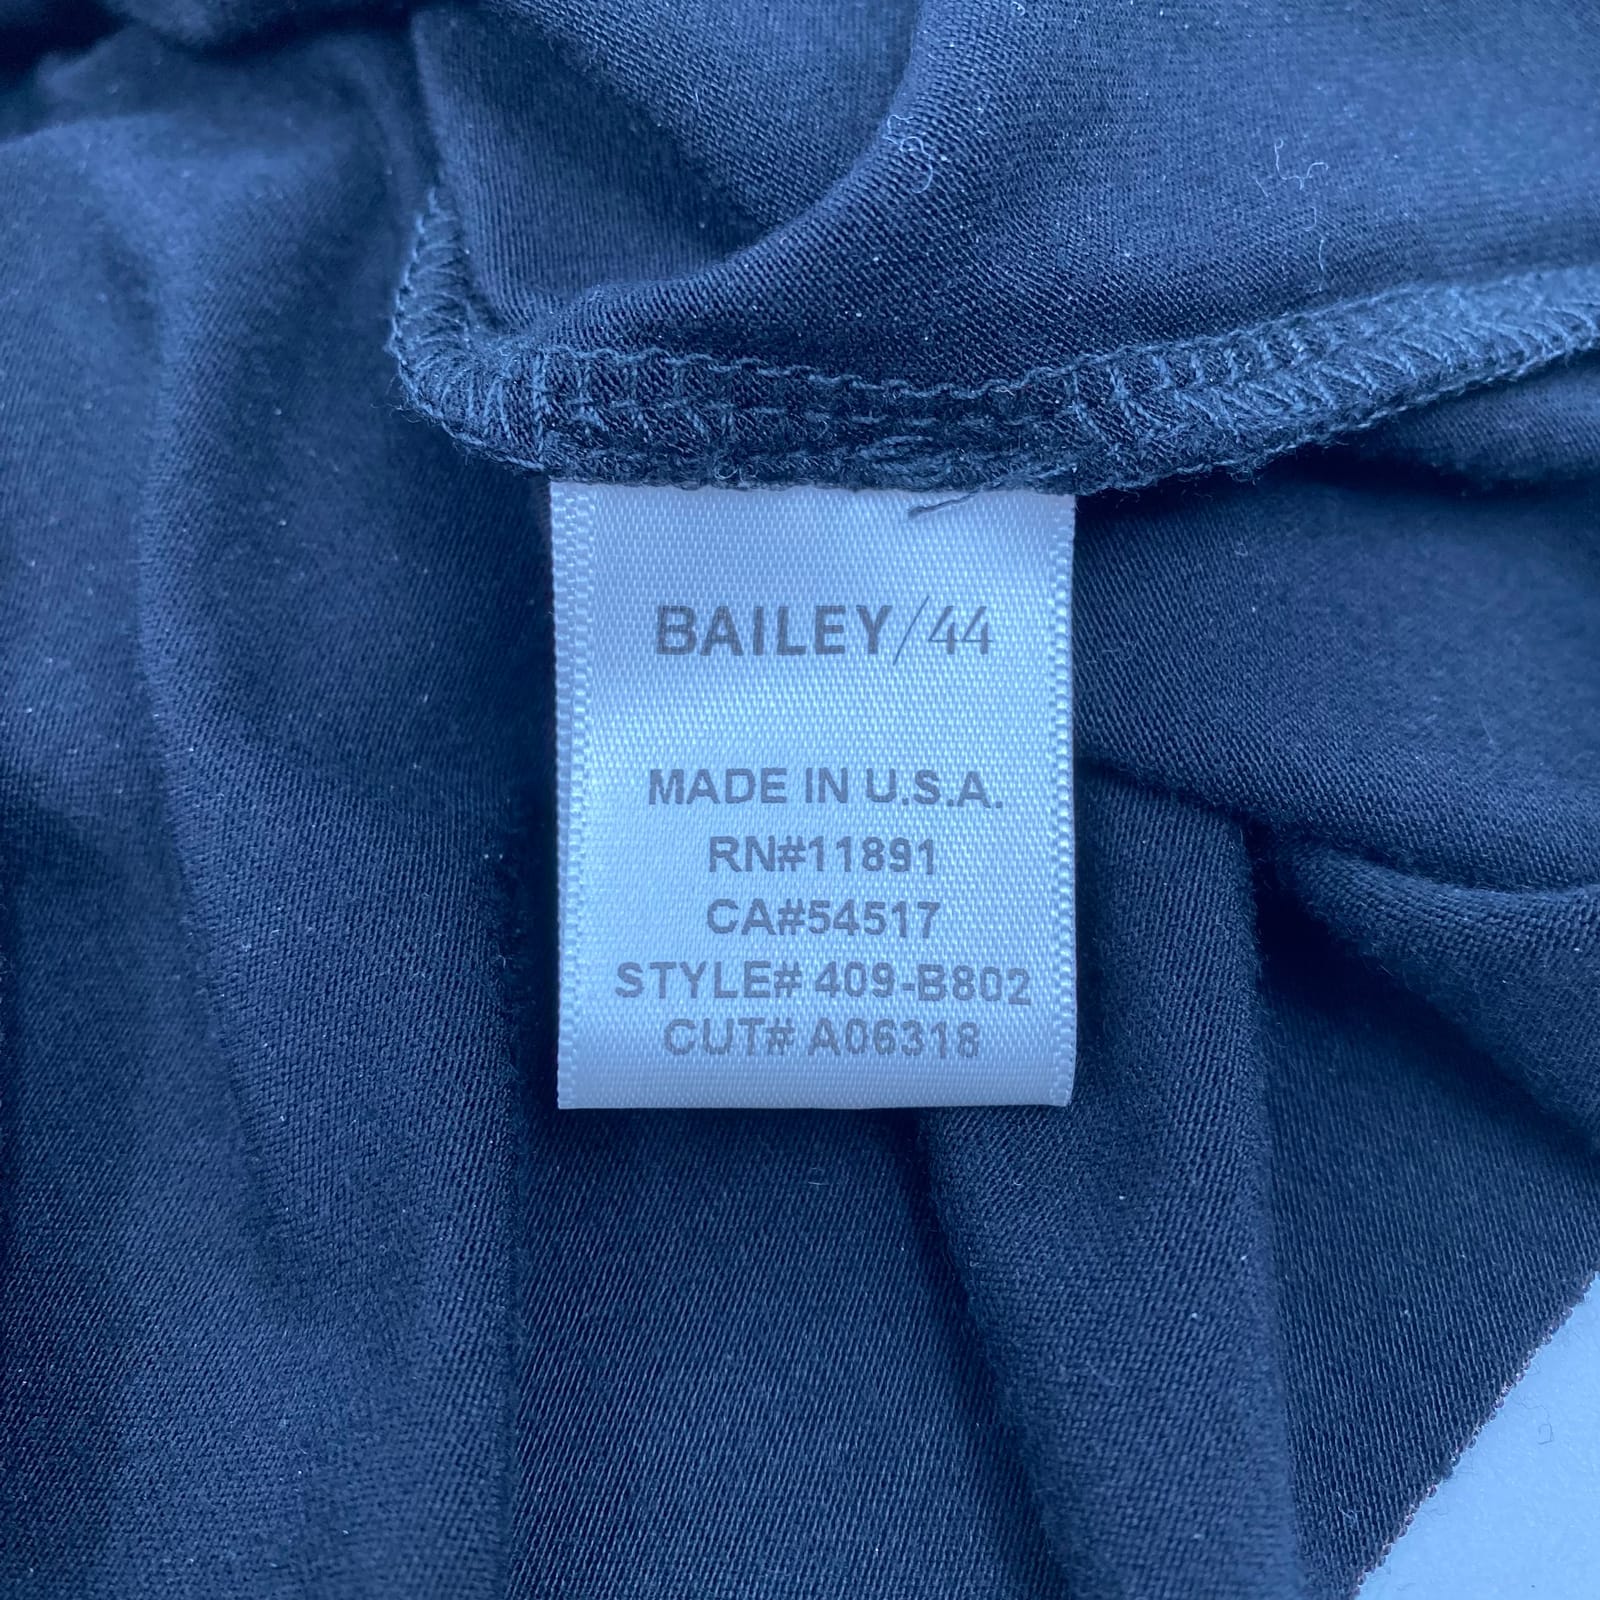 BAILEY/44
MADE IN U.S.A.
RN#11891
CA#54517
STYLE# 409-B802
CUT# A06318